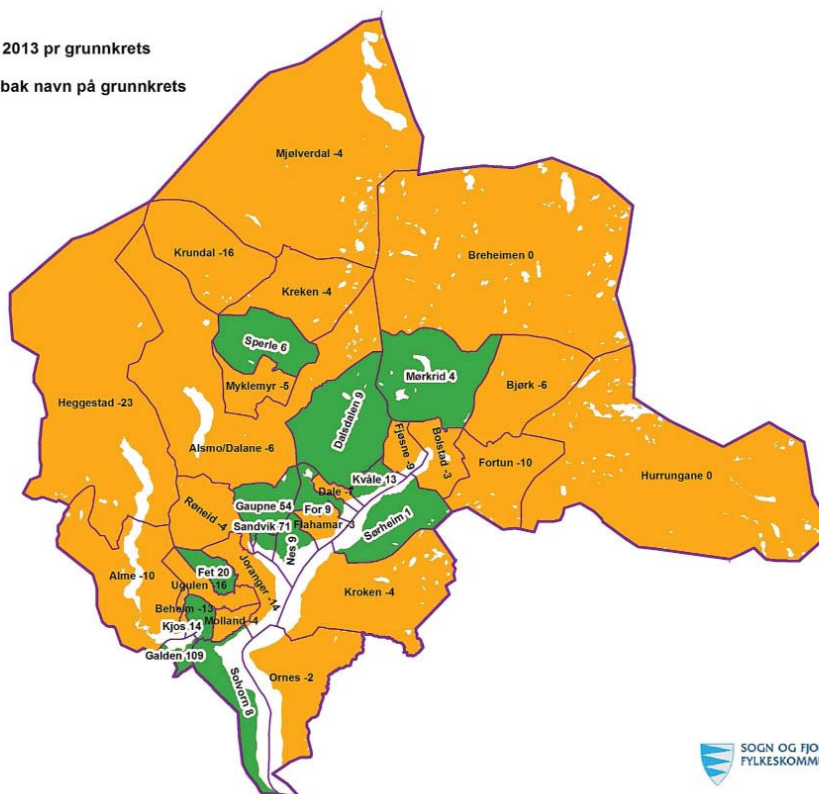 2013 pr grunnkrets
bak navn på grunnkrets
Mjølverdal -4
Breheimen 0
Krundal -16
Kreken -4
Sperle 6
Mørkrid 4
Myklemyr -5
Bjørk -6
Heggestad -23
Dalsdalen 9
Alsmo/Dalane -6
Fjøsne -9
Bolstad -3
Fortun -10
Hurrungane 0
Kvåle 13
Dale -1
Røneid -4
Gaupne 54
For 9
Sandvik 71
Flahamar -3
Sørheim 1
Nes 9
Alme -10
Fet 20
Ugulen -16
Joranger -14
Kroken -4
Beheim -13
Molland -4
Kjos 14
Galden 109
Solvorn 8
Ornes -2
SOGN OG FJO
FYLKESKOMM